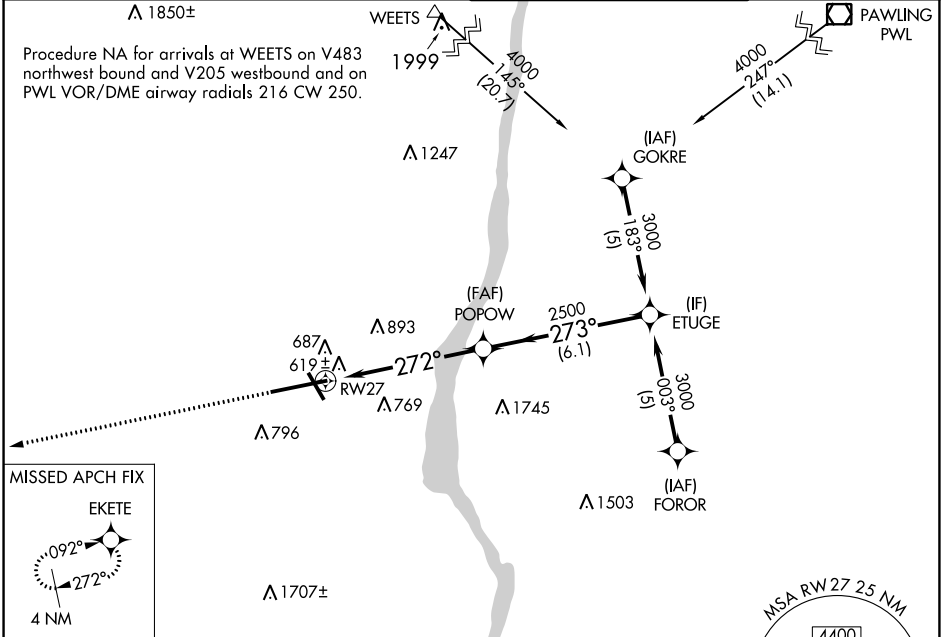 1850±
WEETS
PAWLING
PWL
Procedure NA for arrivals at WEETS on V483
northwest bound and V205 westbound and on
PWL VOR/DME airway radials 216 CW 250.
1999
4000
145°
(20.7)
4000
247°
(14.1)
1247
(IAF)
GOKRE
3000
183°
(5)
(FAF)
POPOW
2500
273°
(6.1)
(IF)
ETUGE
893
687
619±
272°
RW27
769
1745
3000
003°
(5)
796
(IAF)
FOROR
1503
MISSED APCH FIX
EKETE
092°
272°
4 NM
1707±
MSA RW27 25 NM
4400